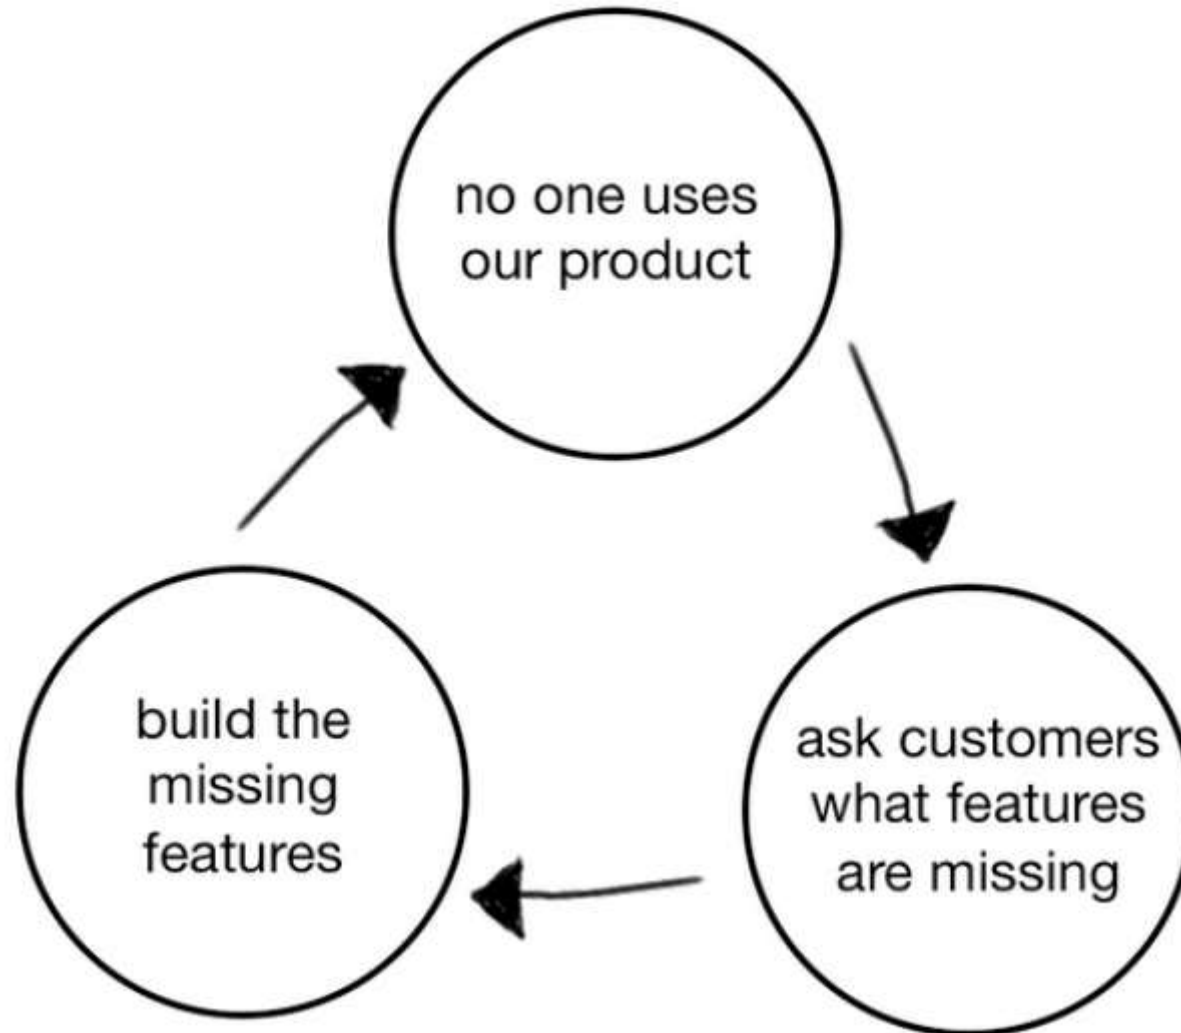 no one uses
our product
ask customers
what features
are missing
build the
missing
features